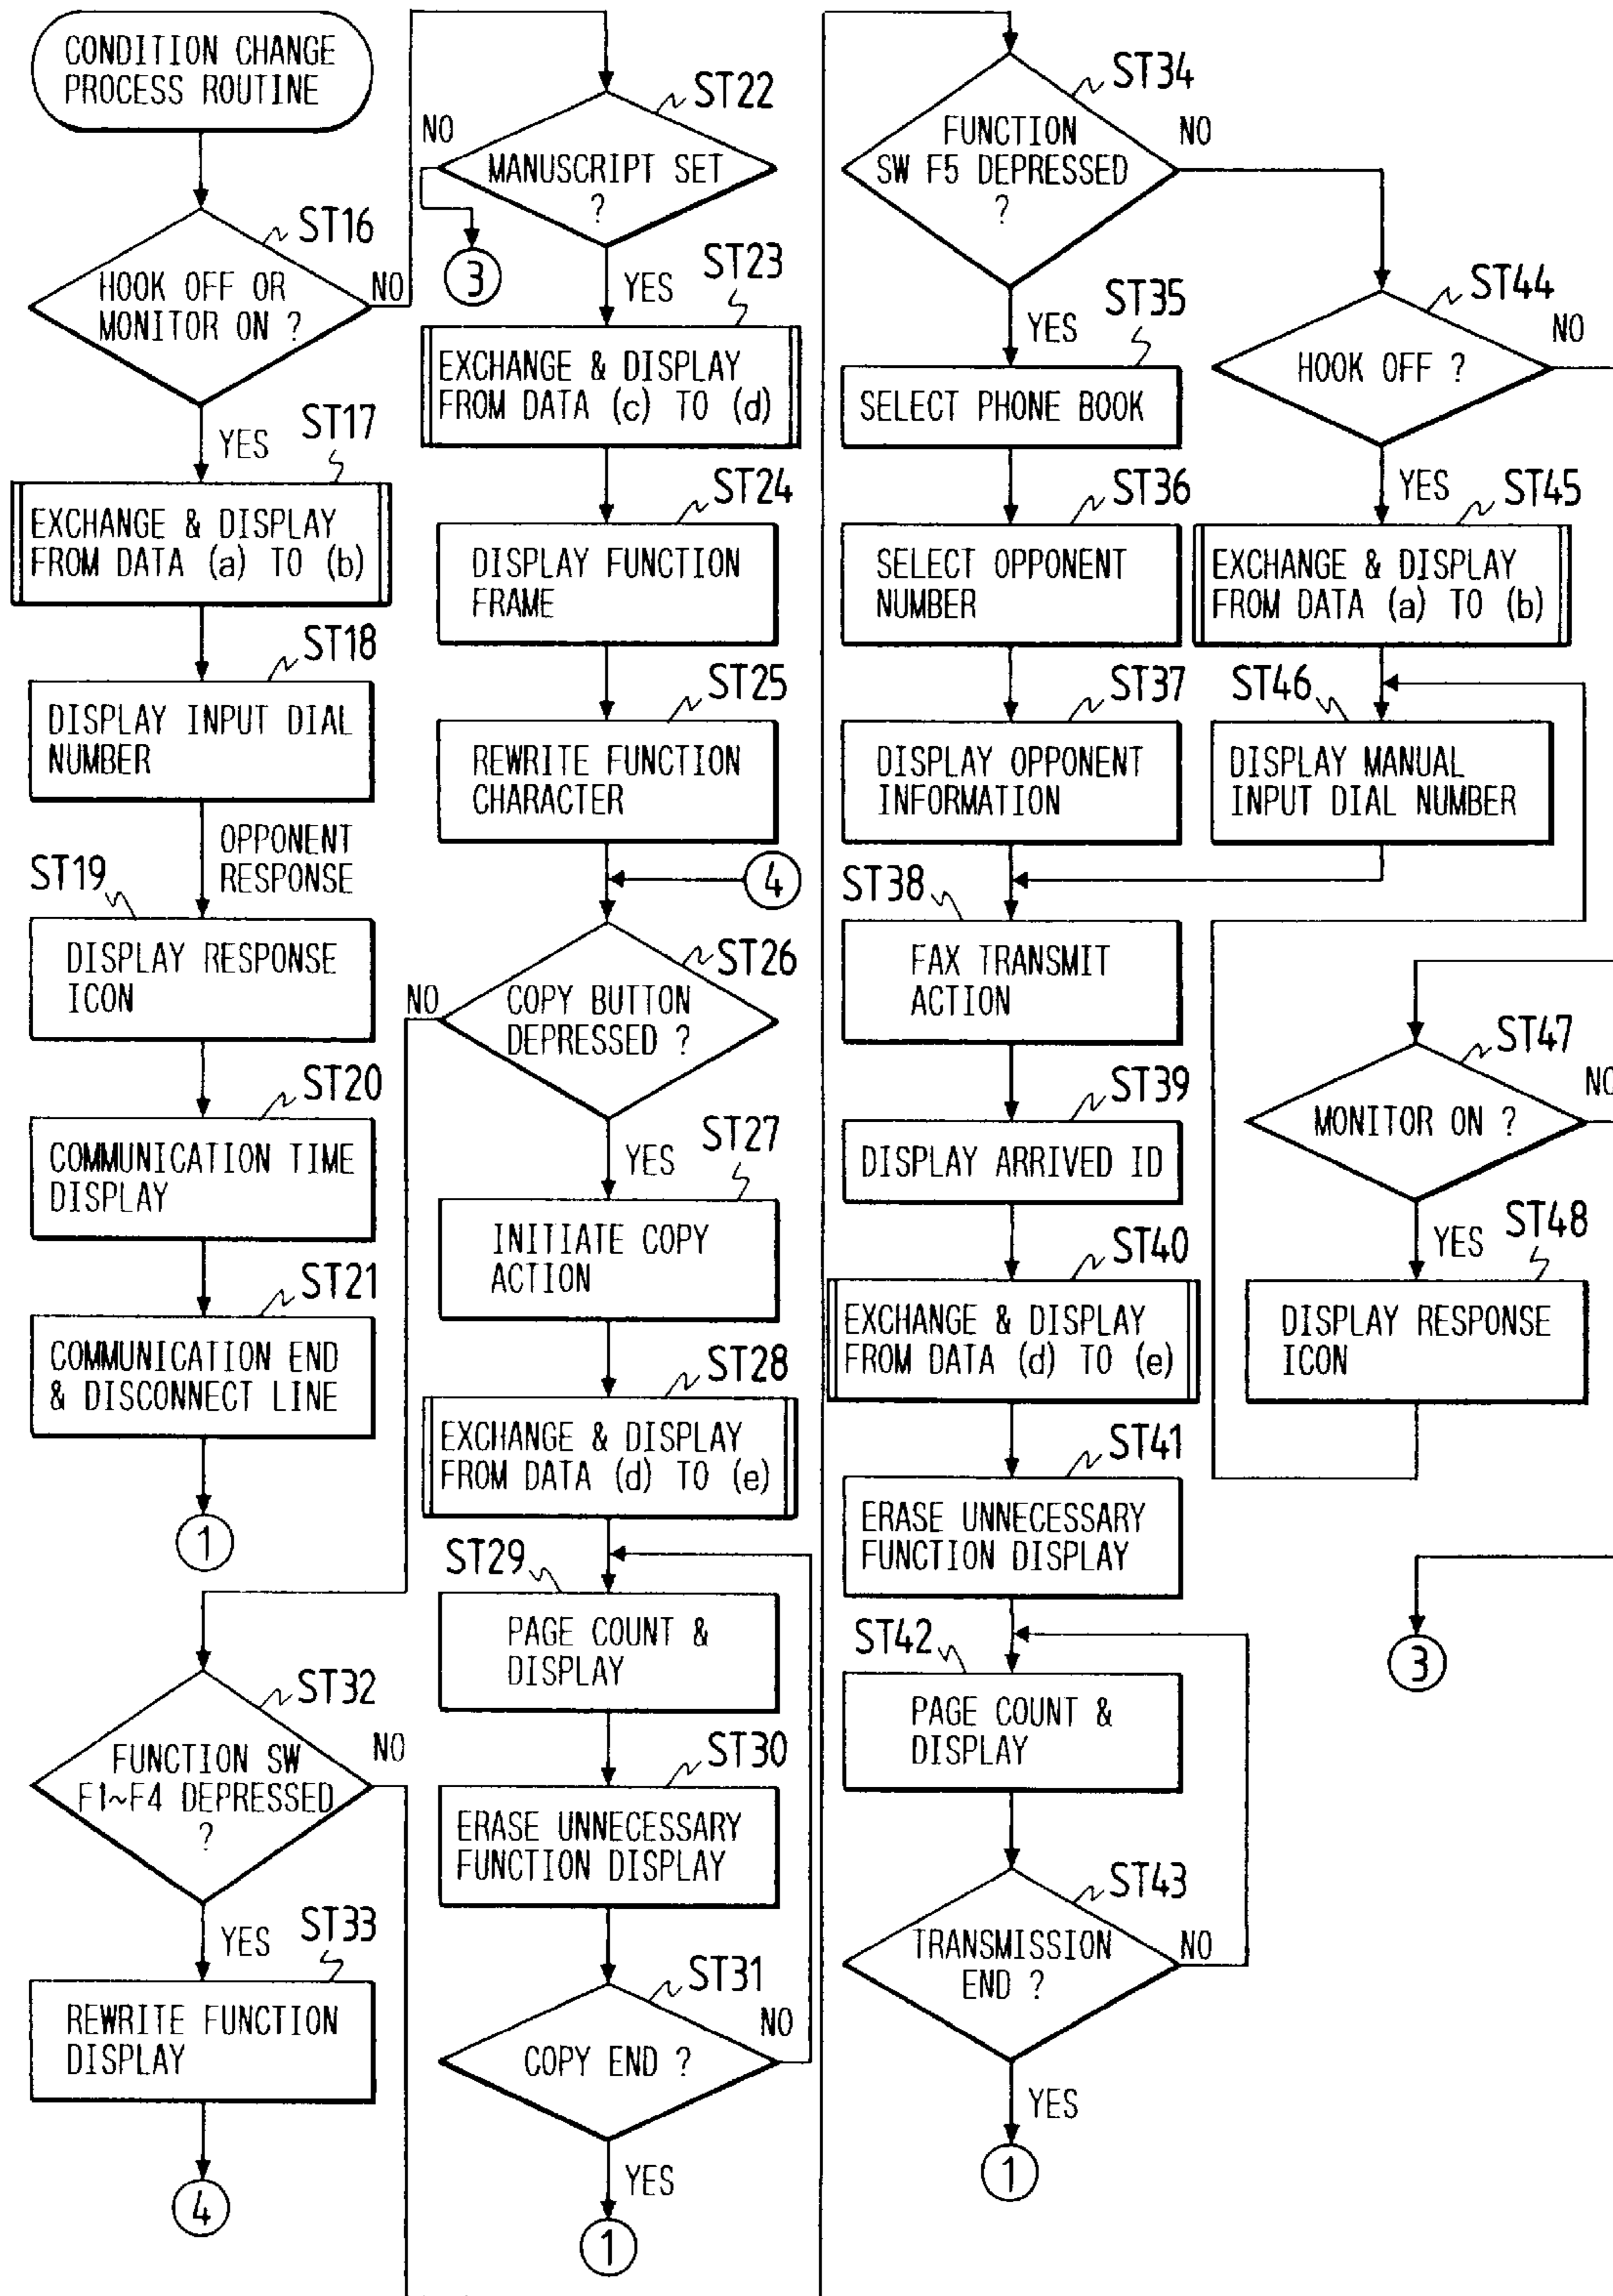 CONDITION CHANGE
PROCESS ROUTINE
ST16
HOOK OFF OR
MONITOR ON ?
NO
YES
ST17
EXCHANGE & DISPLAY
FROM DATA (a) TO (b)
ST18
DISPLAY INPUT DIAL
NUMBER
OPPONENT
RESPONSE
ST19
DISPLAY RESPONSE
ICON
ST20
COMMUNICATION TIME
DISPLAY
ST21
COMMUNICATION END
& DISCONNECT LINE
1
ST32
FUNCTION SW
F1~F4 DEPRESSED
?
NO
YES
ST33
REWRITE FUNCTION
DISPLAY
4
ST22
NO
MANUSCRIPT SET
?
3
YES
ST23
EXCHANGE & DISPLAY
FROM DATA (c) TO (d)
ST24
DISPLAY FUNCTION
FRAME
ST25
REWRITE FUNCTION
CHARACTER
4
ST26
NO
COPY BUTTON
DEPRESSED ?
YES
ST27
INITIATE COPY
ACTION
ST28
EXCHANGE & DISPLAY
FROM DATA (d) TO (e)
ST29
PAGE COUNT &
DISPLAY
ST30
ERASE UNNECESSARY
FUNCTION DISPLAY
ST31
NO
COPY END ?
YES
1
ST34
FUNCTION
SW F5 DEPRESSED
?
NO
YES
ST35
SELECT PHONE BOOK
ST36
SELECT OPPONENT
NUMBER
ST37
DISPLAY OPPONENT
INFORMATION
ST38
FAX TRANSMIT
ACTION
ST39
DISPLAY ARRIVED ID
ST40
EXCHANGE & DISPLAY
FROM DATA (d) TO (e)
ST41
ERASE UNNECESSARY
FUNCTION DISPLAY
ST42
PAGE COUNT &
DISPLAY
ST43
TRANSMISSION
END ?
NO
YES
1
ST44
NO
HOOK OFF ?
YES
ST45
EXCHANGE & DISPLAY
FROM DATA (a) TO (b)
ST46
DISPLAY MANUAL
INPUT DIAL NUMBER
ST47
NO
MONITOR ON ?
YES
ST48
DISPLAY RESPONSE
ICON
3